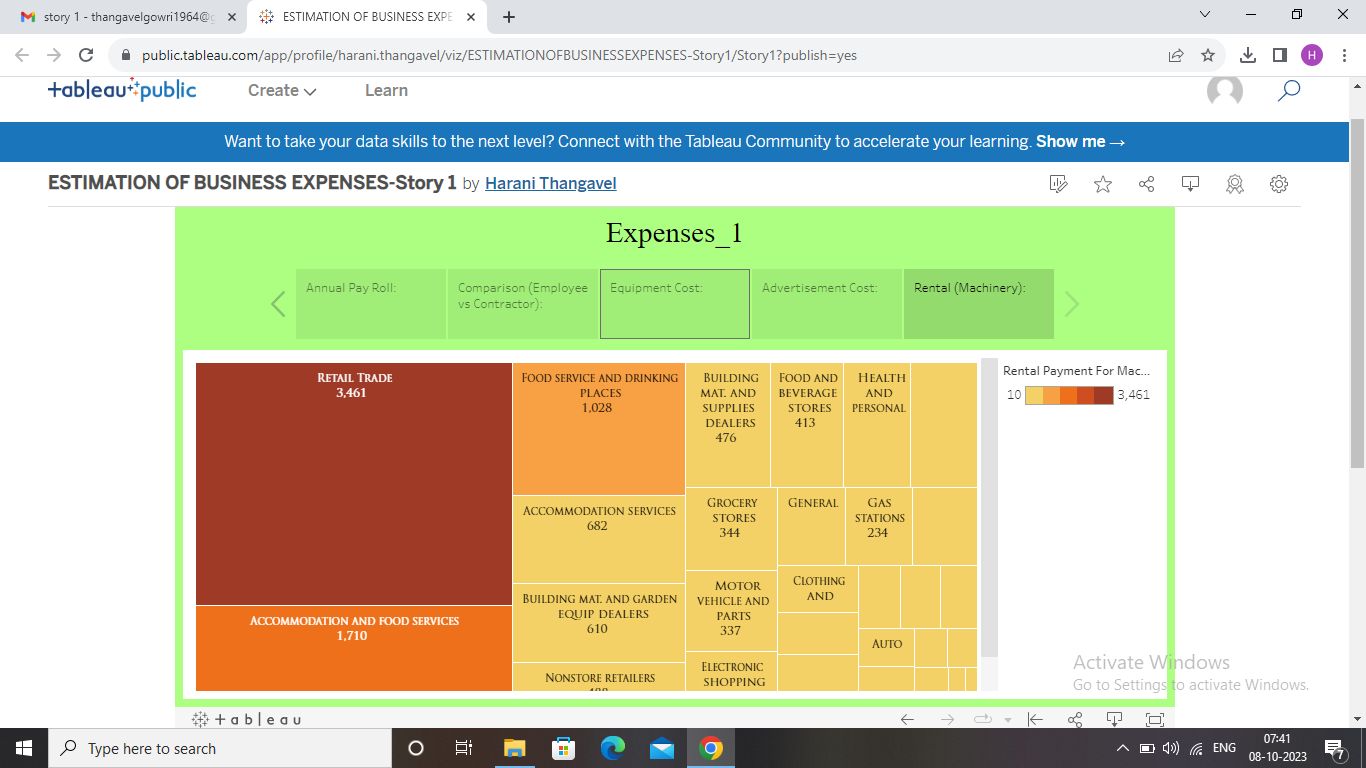 story 1 - thangavelgowri1964@g
ESTIMATION OF BUSINESS EXPE
public.tableau.com/app/profile/harani.thangavel/viz/ESTIMATIONOFBUSINESSEXPENSES-Story1/Story1?publish=yes
H
+ableau public
Create
Learn
Want to take your data skills to the next level? Connect with the Tableau Community to accelerate your learning. Show me →
ESTIMATION OF BUSINESS EXPENSES-Story 1 by Harani Thangavel
Expenses_1
Annual Pay Roll:
Comparison (Employee
vs Contractor):
Equipment Cost:
Advertisement Cost:
Rental (Machinery):
RETAIL TRADE
3,461
ACCOMMODATION AND FOOD SERVICES
1,710
FOOD SERVICE AND DRINKING
PLACES
1,028
ACCOMMODATION SERVICES
682
BUILDING MAT. AND GARDEN
EQUIP DEALERS
610
NONSTORE RETAILERS
BUILDING
MAT. AND
SUPPLIES
DEALERS
476
FOOD AND
BEVERAGE
STORES
413
HEALTH
AND
PERSONAL
GROCERY
STORES
344
GENERAL
GAS
STATIONS
234
MOTOR
VEHICLE AND
PARTS
337
CLOTHING
AND
AUTO
ELECTRONIC
SHOPPING
Rental Payment For Mac...
10
3,461
Activate Windows
Go to Settings to activate Windows.
+ableau
Type here to search
ENG
07:41
08-10-2023
7